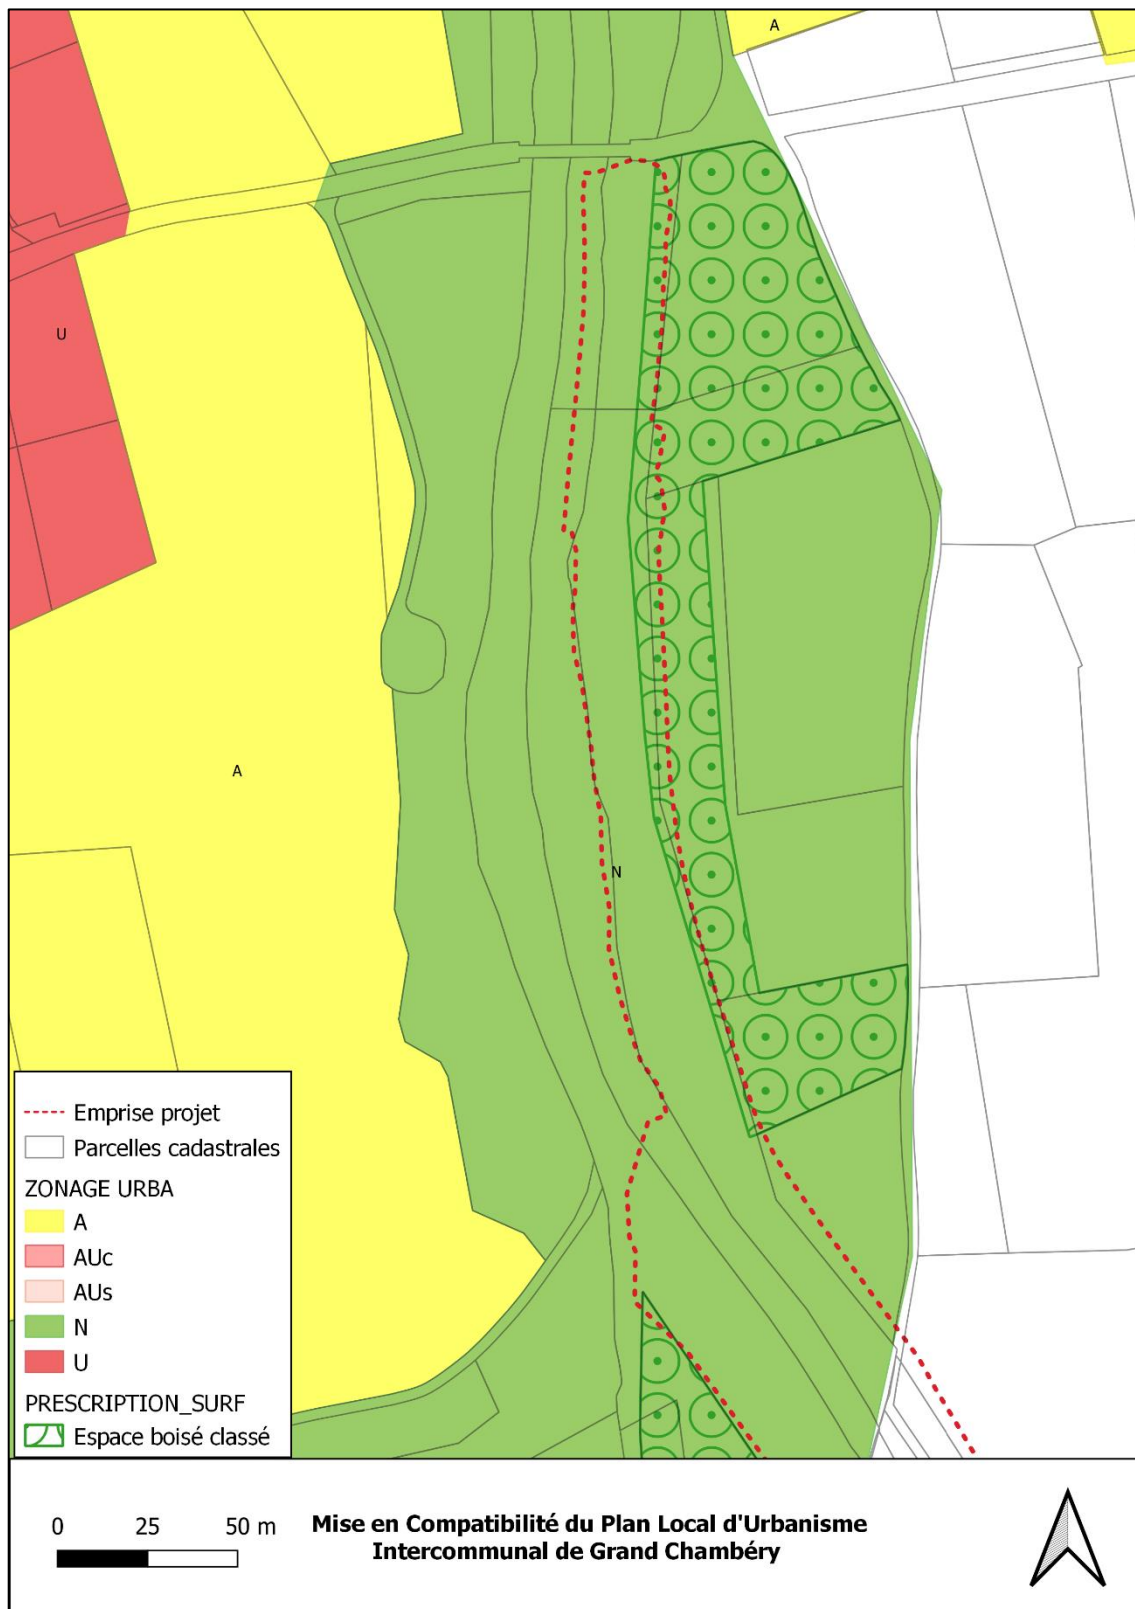 A
U
A
N
Emprise projet
Parcelles cadastrales
ZONAGE URBA
A
AUc
AUs
N
U
PRESCRIPTION_SURF
Espace boisé classé
0 25 50 m
Mise en Compatibilité du Plan Local d'Urbanisme
Intercommunal de Grand Chambéry